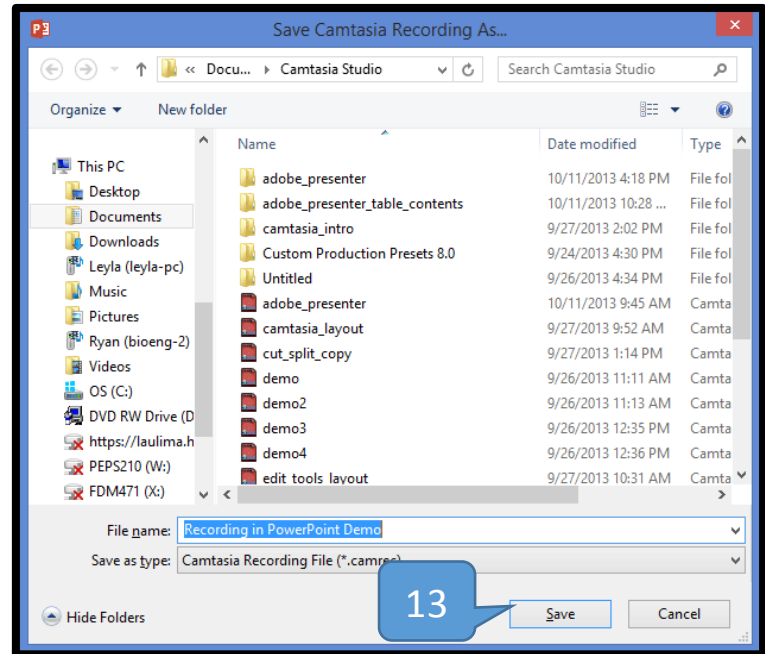 Save Camtasia Recording As...
« Docu... Camtasia Studio
Search Camtasia Studio
Organize New folder
Name Date modified Type
This PC
Desktop
Documents
Downloads
Leyla (leyla-pc)
Music
Pictures
Ryan (bioeng-2)
Videos
OS (C:)
DVD RW Drive (D
https://laulima.h
PEPS210 (W:)
FDM471 (X:)
adobe_presenter 10/11/2013 4:18 PM File fol
adobe_presenter_table_contents 10/11/2013 10:28 ... File fol
camtasia_intro 9/27/2013 2:02 PM File fol
Custom Production Presets 8.0 9/24/2013 4:30 PM File fol
Untitled 9/26/2013 4:34 PM File fol
adobe_presenter 10/11/2013 9:45 AM Camta
camtasia_layout 9/27/2013 9:52 AM Camta
cut_split_copy 9/27/2013 1:14 PM Camta
demo 9/26/2013 11:11 AM Camta
demo2 9/26/2013 11:13 AM Camta
demo3 9/26/2013 12:35 PM Camta
demo4 9/26/2013 12:36 PM Camta
edit_tools_layout 9/27/2013 10:31 AM Camta
File name: Recording in PowerPoint Demo
Save as type: Camtasia Recording File (*.camrec)
13
Hide Folders
Save
Cancel